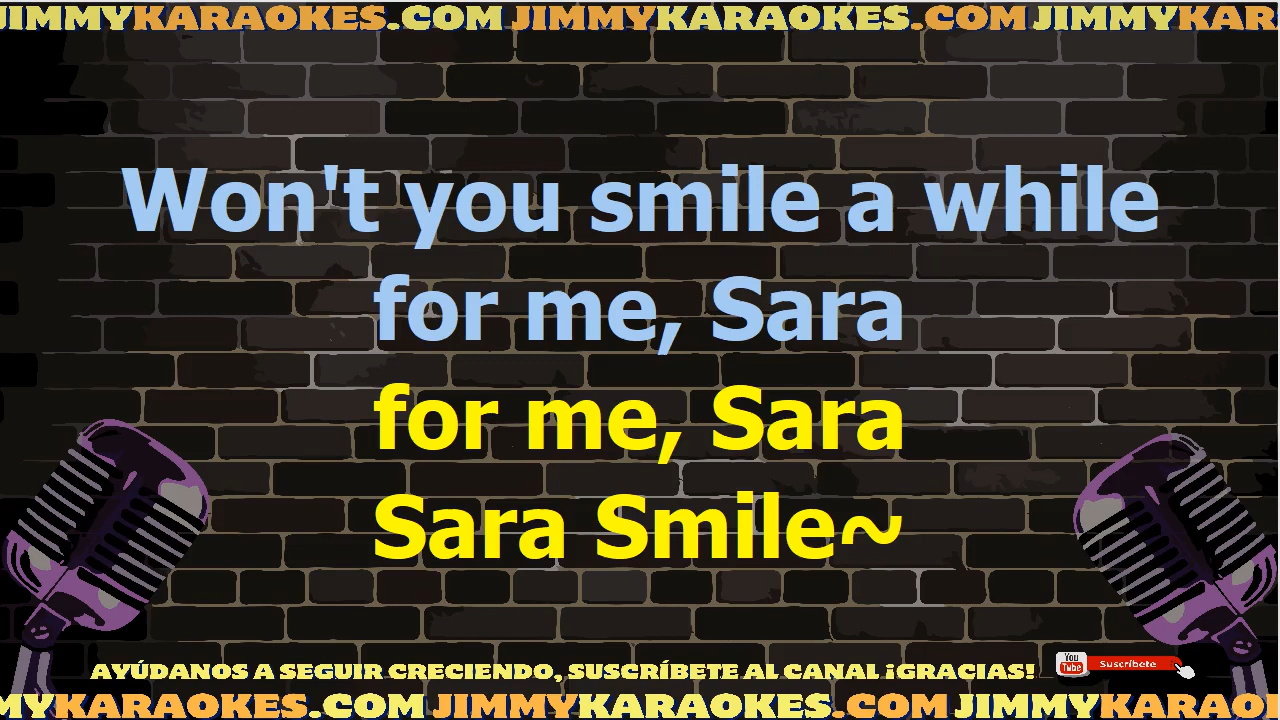 JIMMYKARAOKES.COM JIMMYKARAOKES.COM JIMMYKAR
Won't you smile a while
for me, Sara
for me, Sara
Sara Smile~
AYÚDANOS A SEGUIR CRECIENDO, SUSCRÍBETE AL CANAL ¡GRACIAS!
You Tube Suscríbete
MYKARAOKES.COM JIMMYKARAOKES.COM JIMMYKARAOI